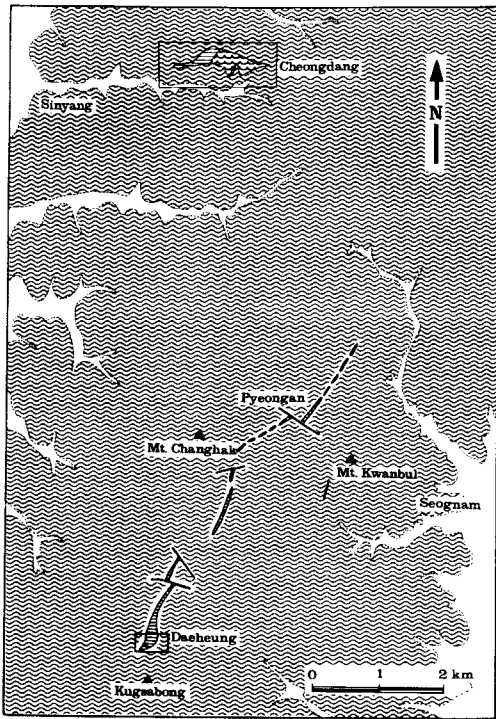 Cheongdang
Sinyang
N
Pyeongan
Mt. Changhak
Mt. Kwanbul
Seognam
Daeheung
0 1 2 km
Kugsabong